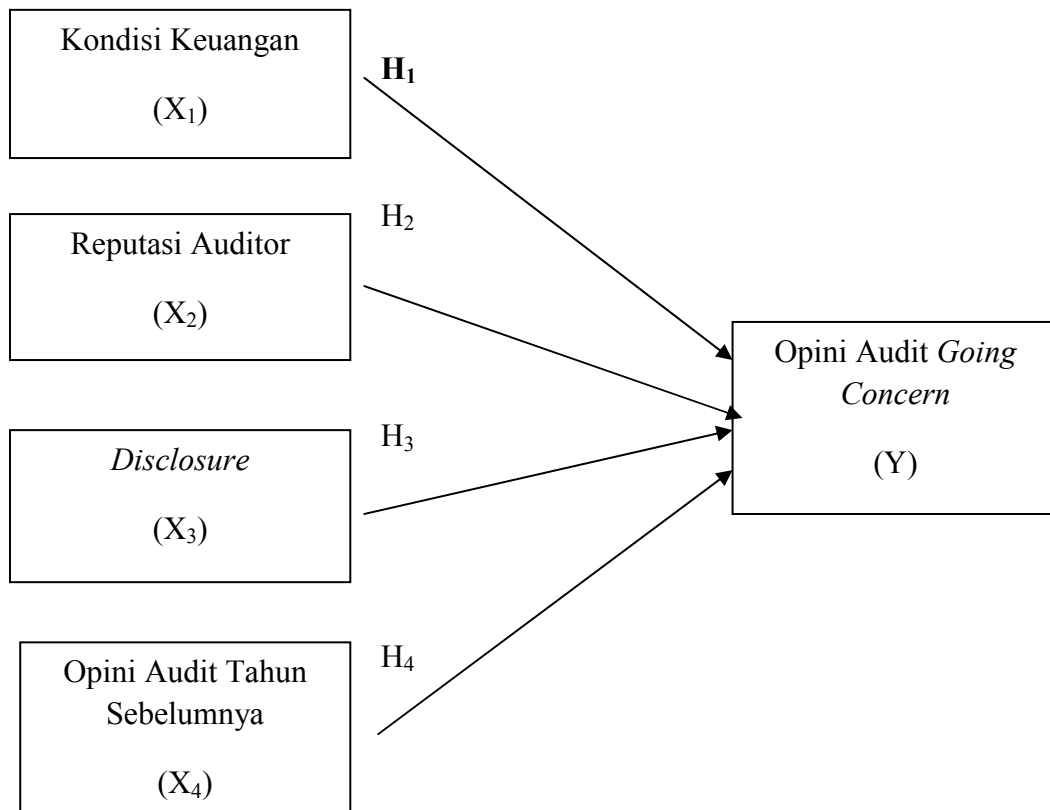 Kondisi Keuangan
(X₁)
H₁
Reputasi Auditor
(X₂)
H₂
Disclosure
(X₃)
H₃
Opini Audit Tahun
Sebelumnya
(X₄)
H₄
Opini Audit Going
Concern
(Y)